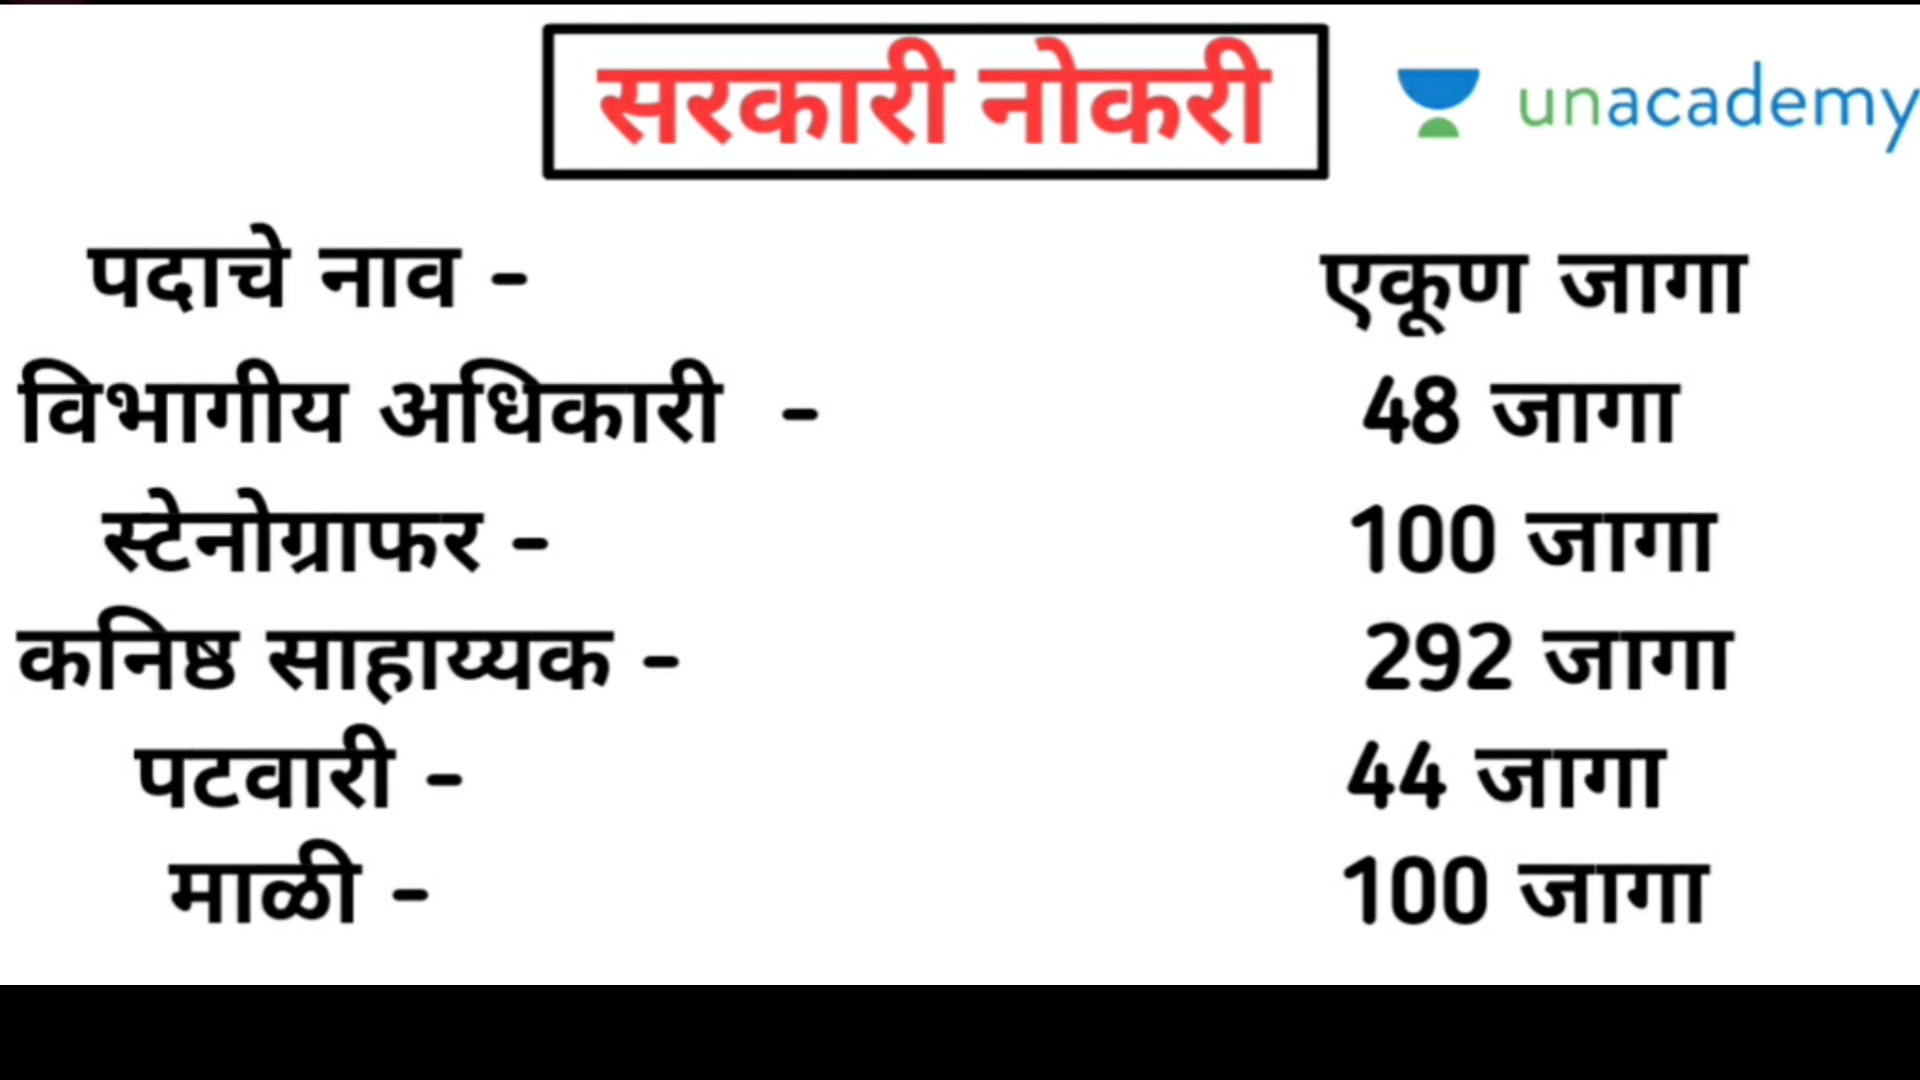 सरकारी नोकरी
unacademy
पदाचे नाव - एकूण जागा
विभागीय अधिकारी - 48 जागा
स्टेनोग्राफर - 100 जागा
कनिष्ठ साहाय्यक - 292 जागा
पटवारी - 44 जागा
माळी - 100 जागा